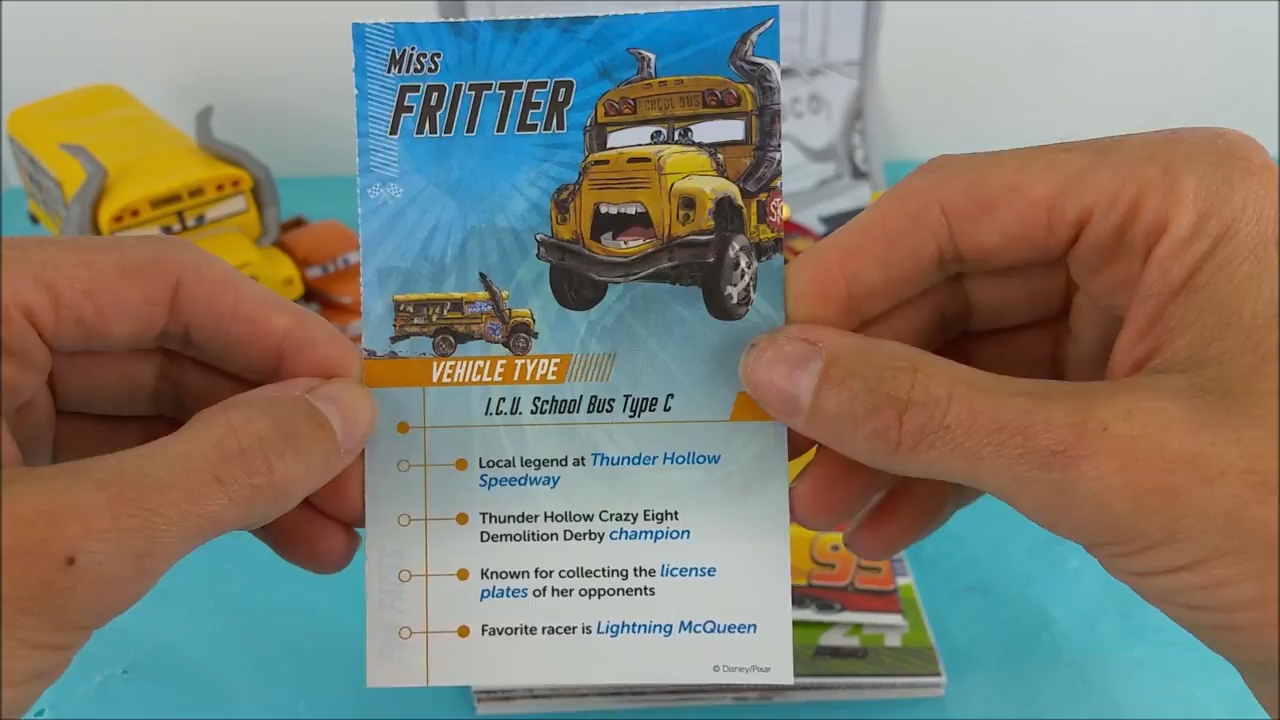 Miss
FRITTER
SCHOOL BUS
VEHICLE TYPE
I.C.U. School Bus Type C
Local legend at Thunder Hollow
Speedway
Thunder Hollow Crazy Eight
Demolition Derby champion
Known for collecting the license
plates of her opponents
Favorite racer is Lightning McQueen
FUN FACTS
© Disney/Pixar